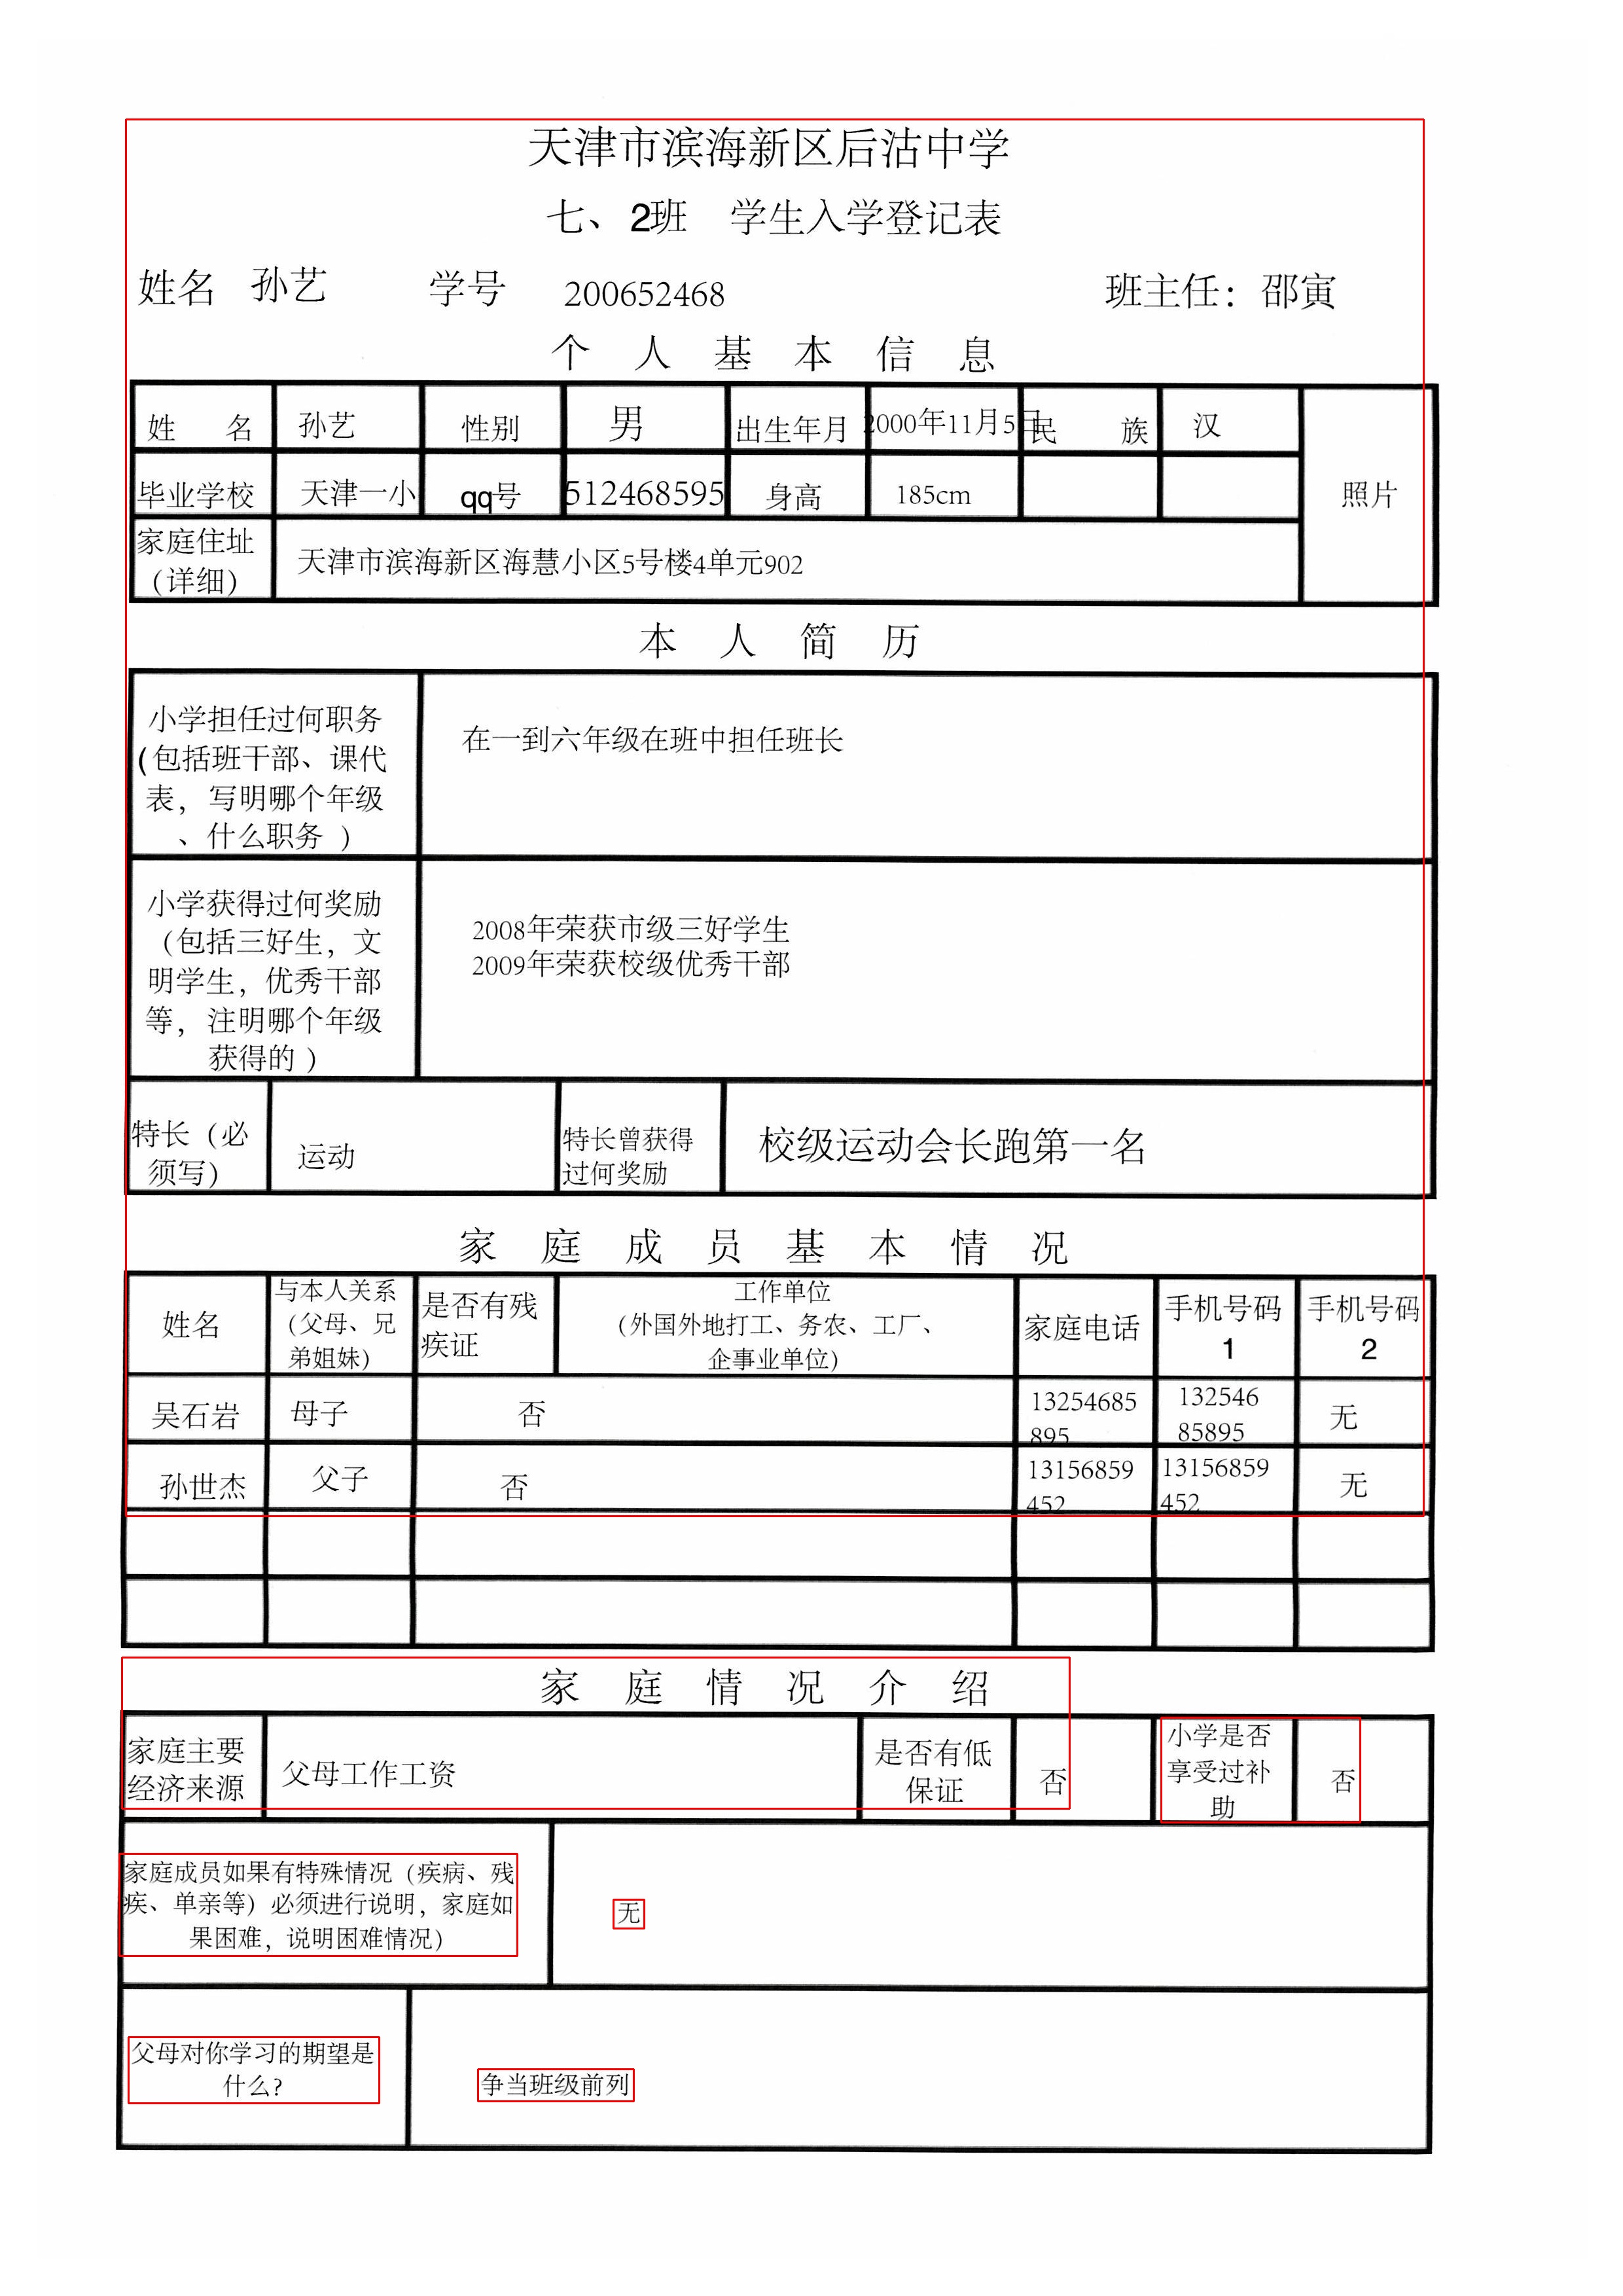 天津市滨海新区后沽中学
七、2班 学生入学登记表
姓名 孙艺 学号 200652468 班主任：邵寅
个人基本信息
姓 名 孙艺 性别 男 出生年月 2000年11月5日 民 族 汉
毕业学校 天津一小 qq号 512468595 身高 185cm
照片
家庭住址
（详细）
天津市滨海新区海慧小区5号楼4单元902
本人简历
小学担任过何职务
(包括班干部、课代
表，写明哪个年级
、什么职务 ）
在一到六年级在班中担任班长
小学获得过何奖励
（包括三好生，文
明学生，优秀干部
等，注明哪个年级
获得的 ）
2008年荣获市级三好学生
2009年荣获校级优秀干部
特长（必
须写）
运动
特长曾获得
过何奖励
校级运动会长跑第一名
家庭成员基本情况
姓名
与本人关系
（父母、兄
弟姐妹）
是否有残
疾证
工作单位
（外国外地打工、务农、工厂、
企事业单位）
家庭电话
手机号码
1
手机号码
2
吴石岩 母子 否
13254685
895
132546
85895
无
孙世杰 父子 否
13156859
452
13156859
452
无
家庭情况介绍
家庭主要
经济来源
父母工作工资
是否有低
保证
否
小学是否
享受过补
助
否
家庭成员如果有特殊情况（疾病、残
疾、单亲等）必须进行说明，家庭如
果困难，说明困难情况）
无
父母对你学习的期望是
什么?
争当班级前列